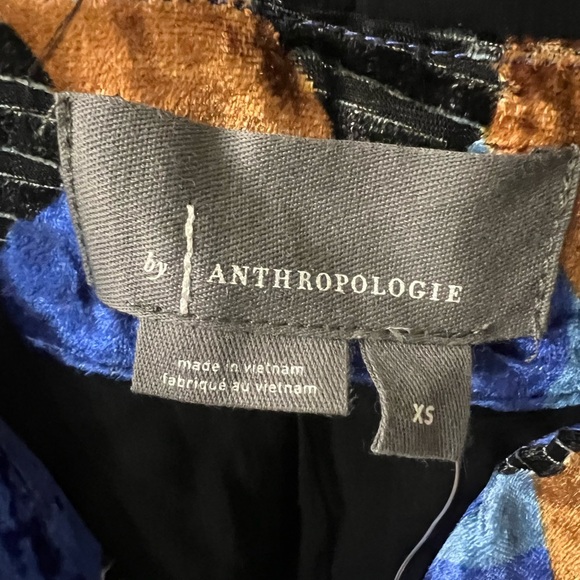 by ANTHROPOLOGIE
made in vietnam
fabriqué au vietnam
XS